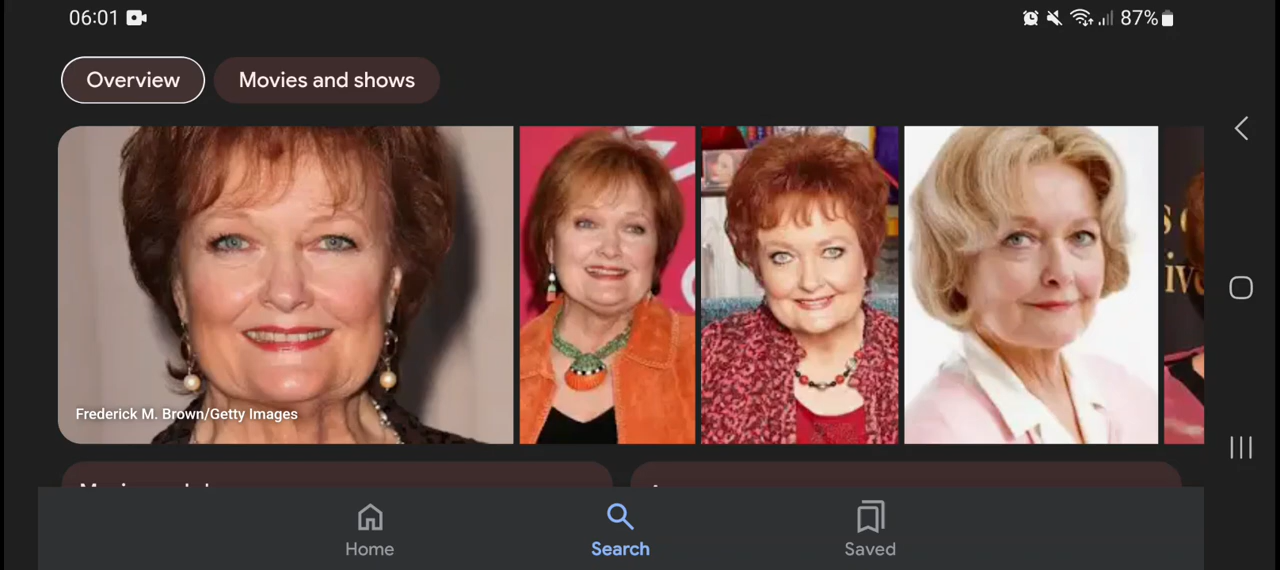 06:01
87%
Overview
Movies and shows
Frederick M. Brown/Getty Images
Home
Search
Saved